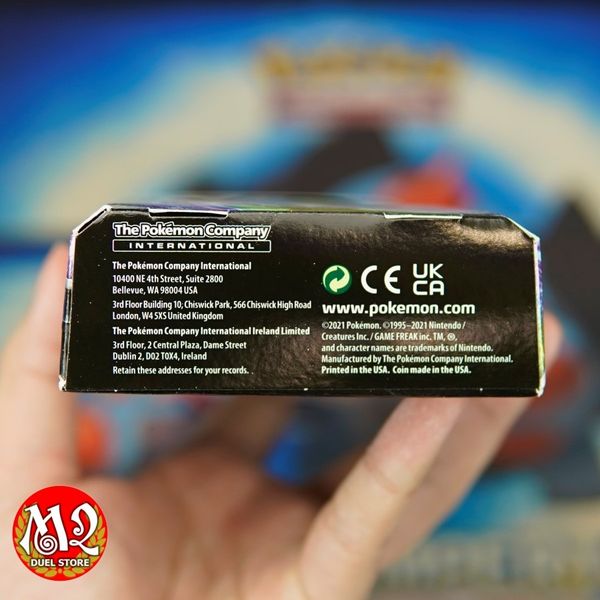 The Pokémon Company
INTERNATIONAL
The Pokémon Company International
10400 NE 4th Street, Suite 2800
Bellevue, WA 98004 USA
3rd Floor Building 10, Chiswick Park, 566 Chiswick High Road
London, W4 5XS United Kingdom
The Pokémon Company International Ireland Limited
3rd Floor, 2 Central Plaza, Dame Street
Dublin 2, D02 T0X4, Ireland
Retain these addresses for your records.
CE UK
CA
www.pokemon.com
©2021 Pokémon. ©1995–2021 Nintendo /
Creatures Inc. / GAME FREAK inc. TM, ®,
and character names are trademarks of Nintendo.
Manufactured by The Pokémon Company International.
Printed in the USA. Coin made in the USA.
MQ
DUEL STORE